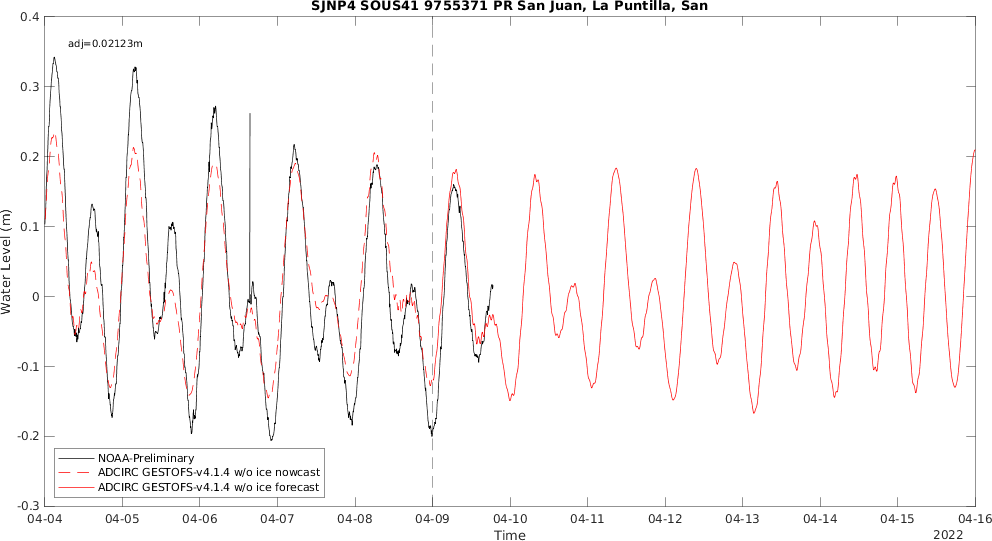 SJNP4 SOUS41 9755371 PR San Juan, La Puntilla, San
adj=0.02123m
0.4
0.3
0.2
0.1
0
-0.1
-0.2
-0.3
Water Level (m)
NOAA-Preliminary
ADCIRC GESTOFS-v4.1.4 w/o ice nowcast
ADCIRC GESTOFS-v4.1.4 w/o ice forecast
04-04 04-05 04-06 04-07 04-08 04-09 04-10 04-11 04-12 04-13 04-14 04-15 04-16
Time
2022